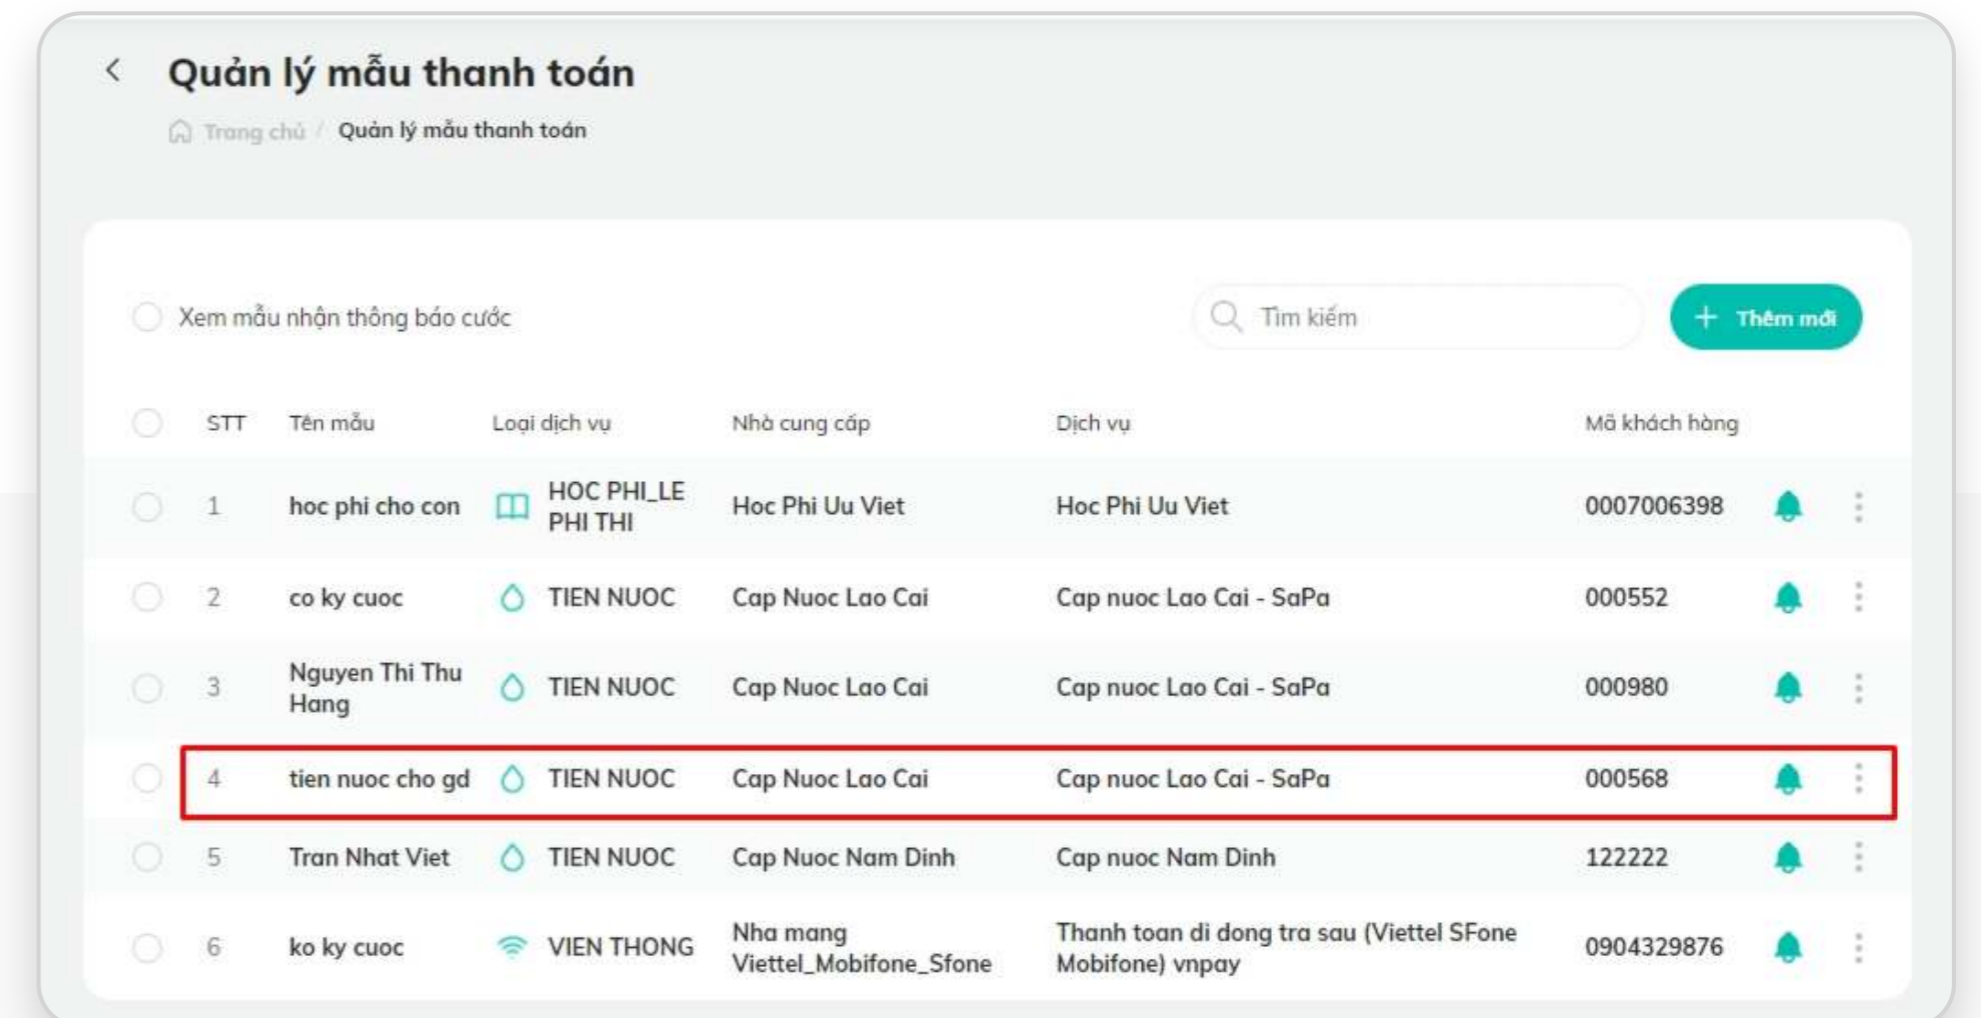 Quản lý mẫu thanh toán
Trang chủ / Quản lý mẫu thanh toán
Xem mẫu nhận thông báo cước
Tìm kiếm
+ Thêm mới
STT Tên mẫu Loại dịch vụ Nhà cung cấp Dịch vụ Mã khách hàng
1 hoc phi cho con HOC PHI_LE PHI THI Hoc Phi Uu Viet Hoc Phi Uu Viet 0007006398
2 co ky cuoc TIEN NUOC Cap Nuoc Lao Cai Cap nuoc Lao Cai - SaPa 000552
3 Nguyen Thi Thu Hang TIEN NUOC Cap Nuoc Lao Cai Cap nuoc Lao Cai - SaPa 000980
4 tien nuoc cho gd TIEN NUOC Cap Nuoc Lao Cai Cap nuoc Lao Cai - SaPa 000568
5 Tran Nhat Viet TIEN NUOC Cap Nuoc Nam Dinh Cap nuoc Nam Dinh 122222
6 ko ky cuoc VIEN THONG Nha mang Viettel_Mobifone_Sfone Thanh toan di dong tra sau (Viettel SFone Mobifone) vnpay 0904329876